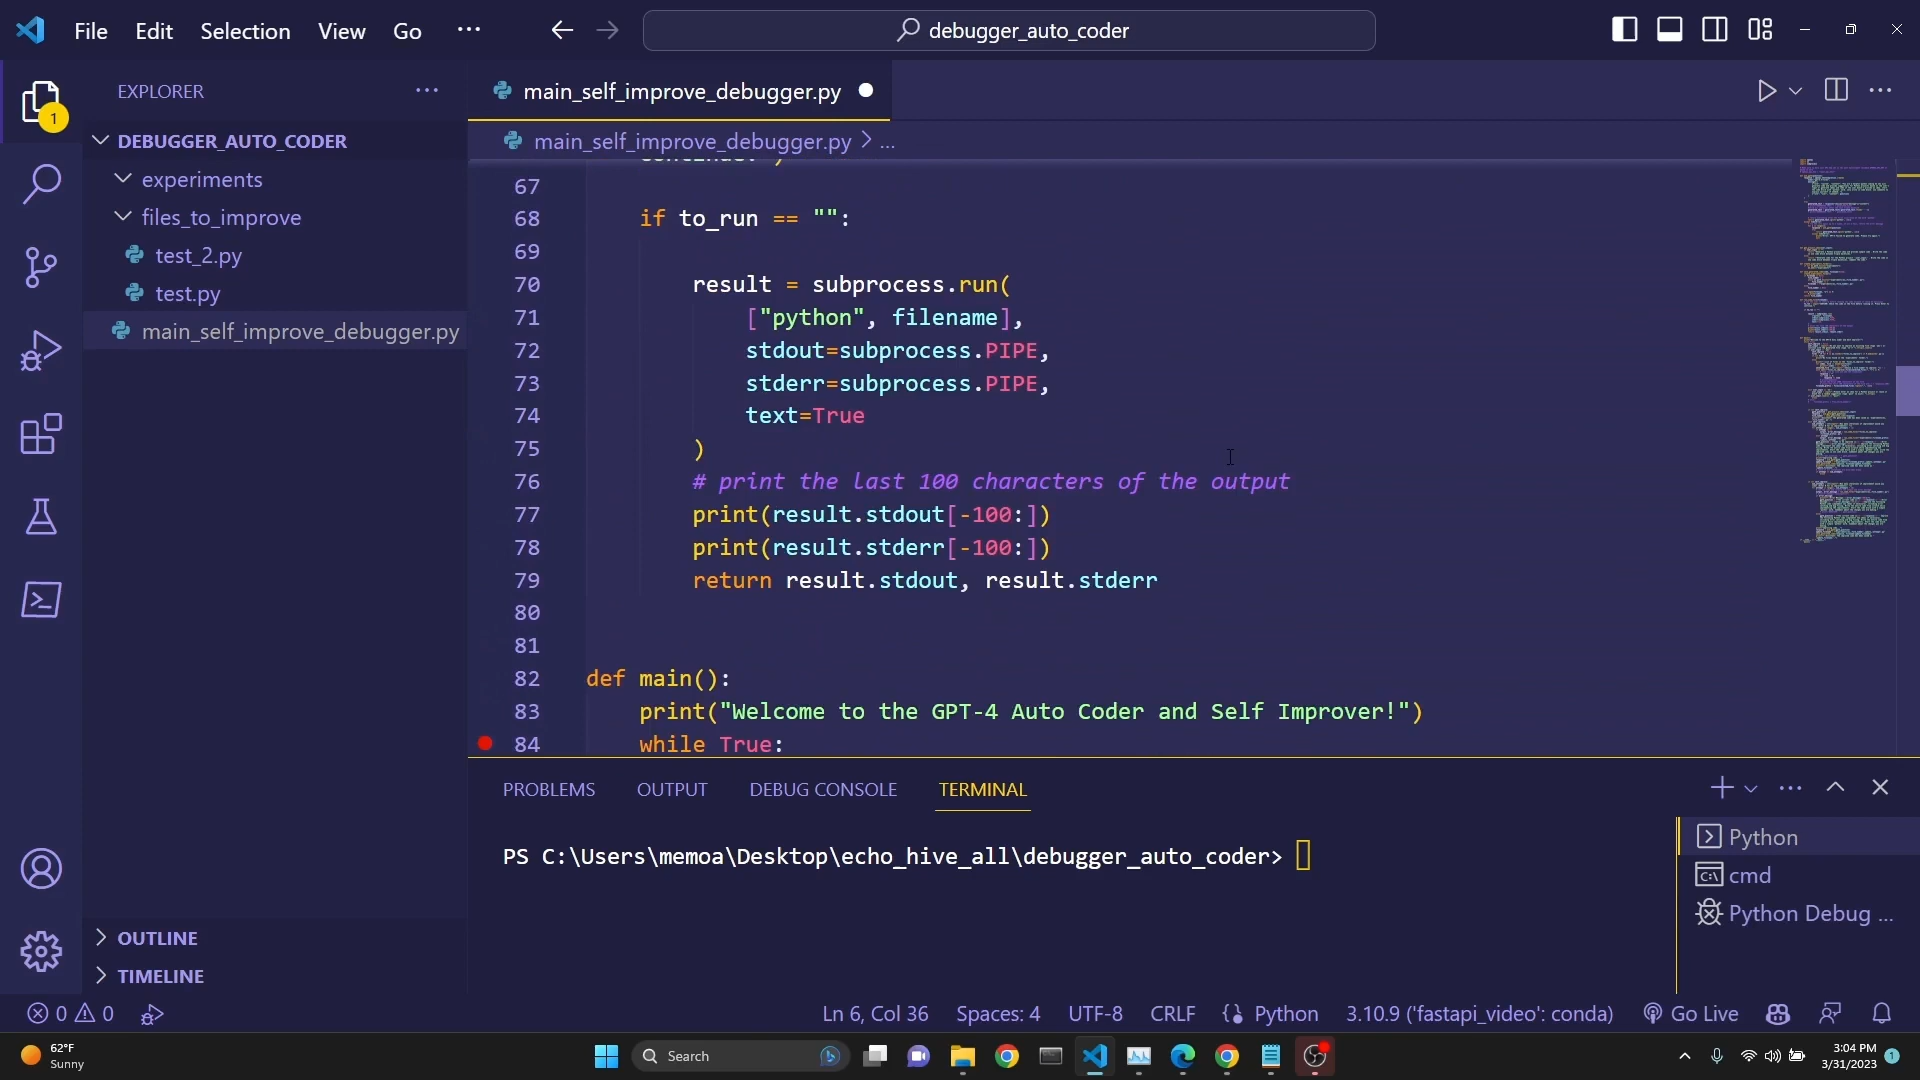 File Edit Selection View Go ··· debugger_auto_coder
EXPLORER ···
1
DEBUGGER_AUTO_CODER
experiments
files_to_improve
test_2.py
test.py
main_self_improve_debugger.py
OUTLINE
TIMELINE
main_self_improve_debugger.py
main_self_improve_debugger.py > ...
67
68 if to_run == "":
69
70 result = subprocess.run(
71 ["python", filename],
72 stdout=subprocess.PIPE,
73 stderr=subprocess.PIPE,
74 text=True
75 )
76 # print the last 100 characters of the output
77 print(result.stdout[-100:])
78 print(result.stderr[-100:])
79 return result.stdout, result.stderr
80
81
82 def main():
83 print("Welcome to the GPT-4 Auto Coder and Self Improver!")
84 while True:
PROBLEMS OUTPUT DEBUG CONSOLE TERMINAL
PS C:\Users\memoa\Desktop\echo_hive_all\debugger_auto_coder>
Python
cmd
Python Debug ...
0 0 Ln 6, Col 36 Spaces: 4 UTF-8 CRLF Python 3.10.9 ('fastapi_video': conda) Go Live
62°F
Sunny
Search
3:04 PM
3/31/2023
1